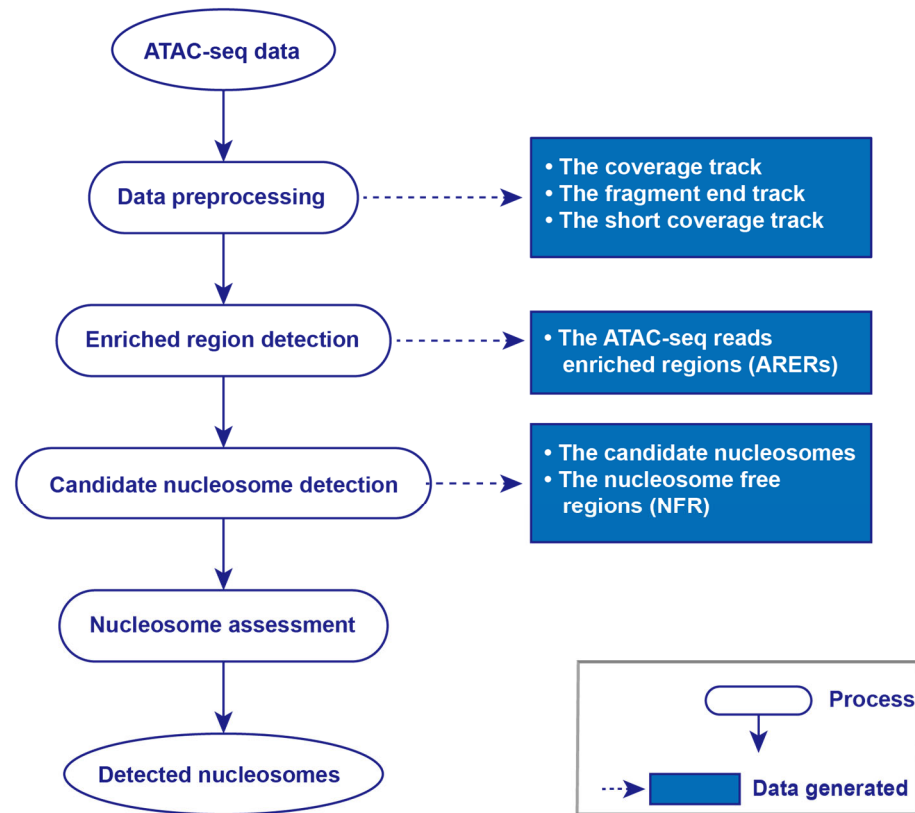 ATAC-seq data
Data preprocessing
• The coverage track
• The fragment end track
• The short coverage track
Enriched region detection
• The ATAC-seq reads
enriched regions (ARERs)
Candidate nucleosome detection
• The candidate nucleosomes
• The nucleosome free
regions (NFR)
Nucleosome assessment
Detected nucleosomes
Process
Data generated